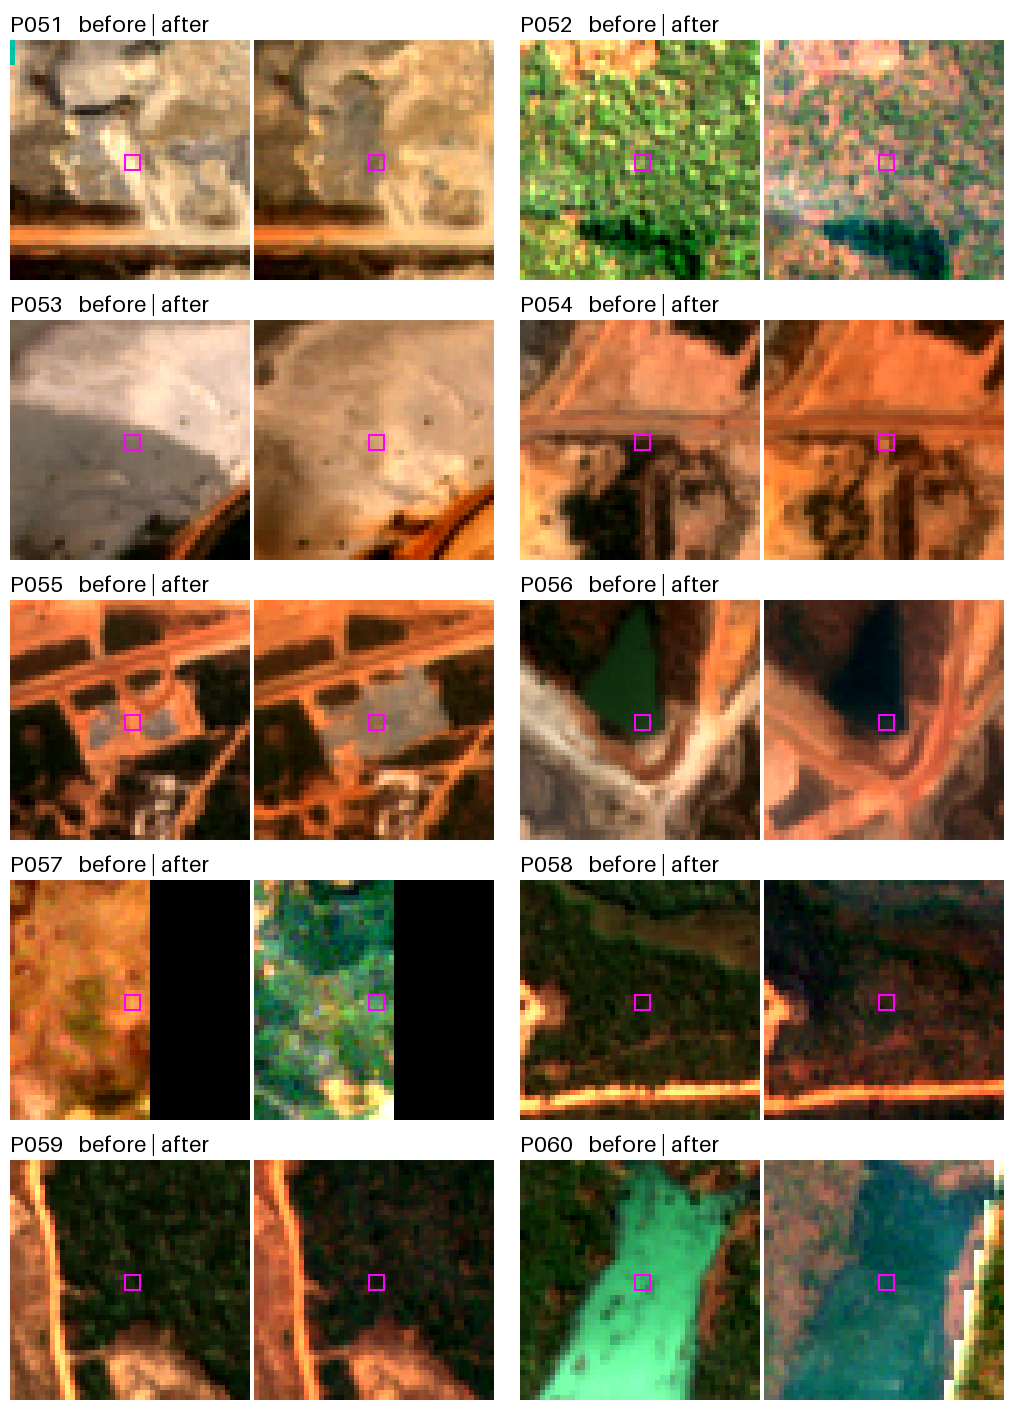 P051 before | after
P052 before | after
P053 before | after
P054 before | after
P055 before | after
P056 before | after
P057 before | after
P058 before | after
P059 before | after
P060 before | after